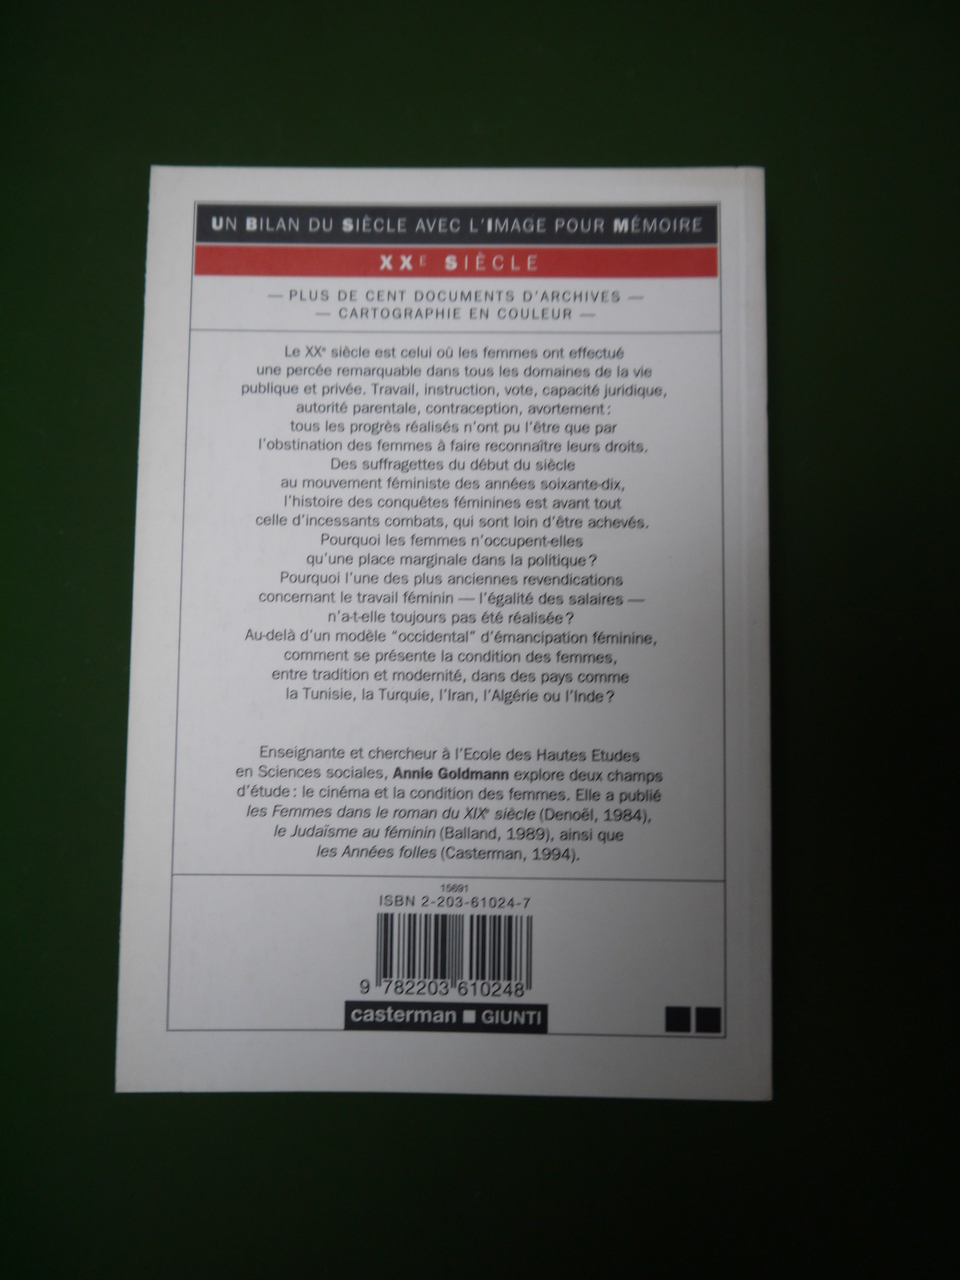 UN BILAN DU SIÈCLE AVEC L'IMAGE POUR MÉMOIRE
XXE SIÈCLE
— PLUS DE CENT DOCUMENTS D'ARCHIVES —
— CARTOGRAPHIE EN COULEUR —
Le XXe siècle est celui où les femmes ont effectué
une percée remarquable dans tous les domaines de la vie
publique et privée. Travail, instruction, vote, capacité juridique,
autorité parentale, contraception, avortement :
tous les progrès réalisés n'ont pu l'être que par
l'obstination des femmes à faire reconnaître leurs droits.
Des suffragettes du début du siècle
au mouvement féministe des années soixante-dix,
l'histoire des conquêtes féminines est avant tout
celle d'incessants combats, qui sont loin d'être achevés.
Pourquoi les femmes n'occupent-elles
qu'une place marginale dans la politique ?
Pourquoi l'une des plus anciennes revendications
concernant le travail féminin — l'égalité des salaires —
n'a-t-elle toujours pas été réalisée ?
Au-delà d'un modèle "occidental" d'émancipation féminine,
comment se présente la condition des femmes,
entre tradition et modernité, dans des pays comme
la Tunisie, la Turquie, l'Iran, l'Algérie ou l'Inde ?
Enseignante et chercheur à l'Ecole des Hautes Etudes
en Sciences sociales, Annie Goldmann explore deux champs
d'étude : le cinéma et la condition des femmes. Elle a publié
les Femmes dans le roman du XIXe siècle (Denoël, 1984),
le Judaïsme au féminin (Balland, 1989), ainsi que
les Années folles (Casterman, 1994).
15691
ISBN 2-203-61024-7
9 782203 610248
casterman ■ GIUNTI